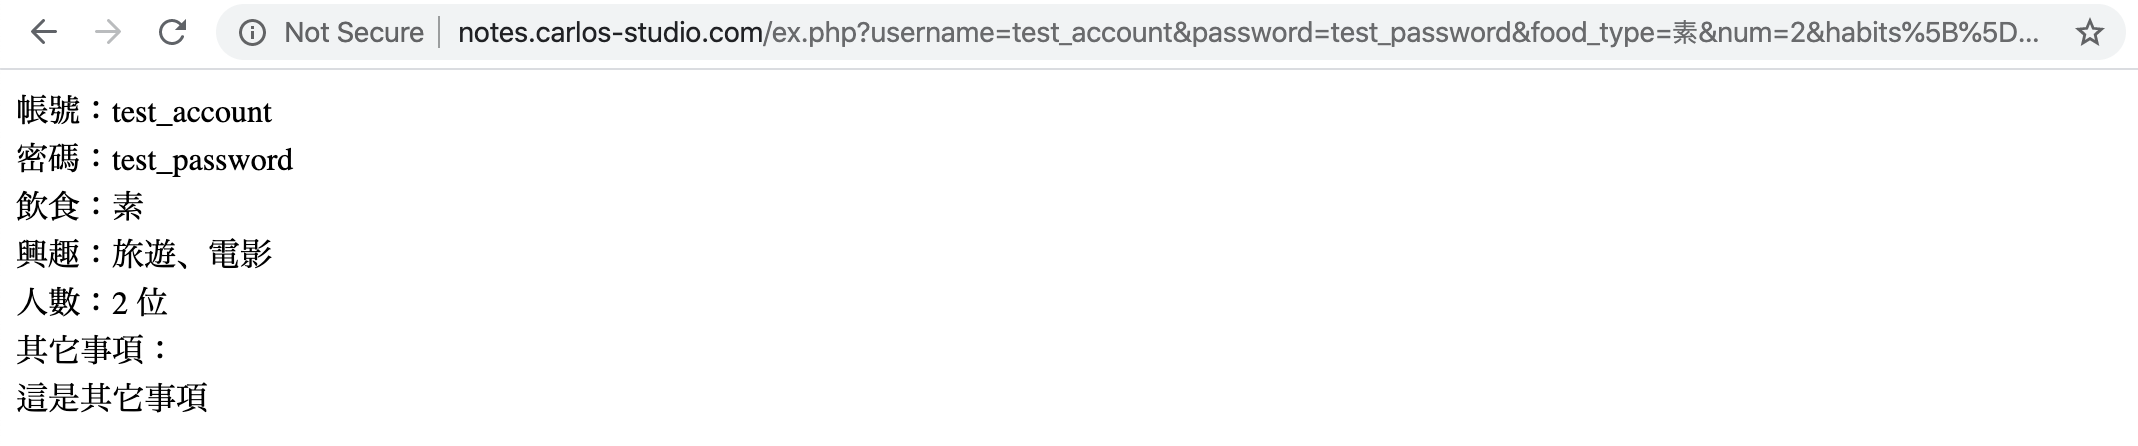 Not Secure notes.carlos-studio.com/ex.php?username=test_account&password=test_password&food_type=素&num=2&habits%5B%5D...
帳號：test_account
密碼：test_password
飲食：素
興趣：旅遊、電影
人數：2 位
其它事項：
這是其它事項